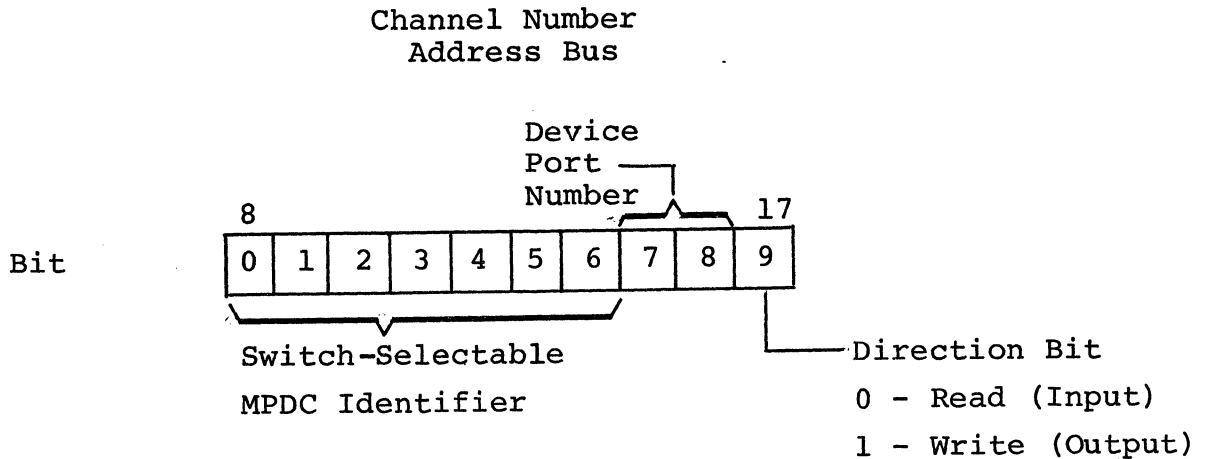 Channel Number
Address Bus
Device
Port
Number
8 17
Bit 0 1 2 3 4 5 6 7 8 9
Switch-Selectable
MPDC Identifier
Direction Bit
0 - Read (Input)
1 - Write (Output)